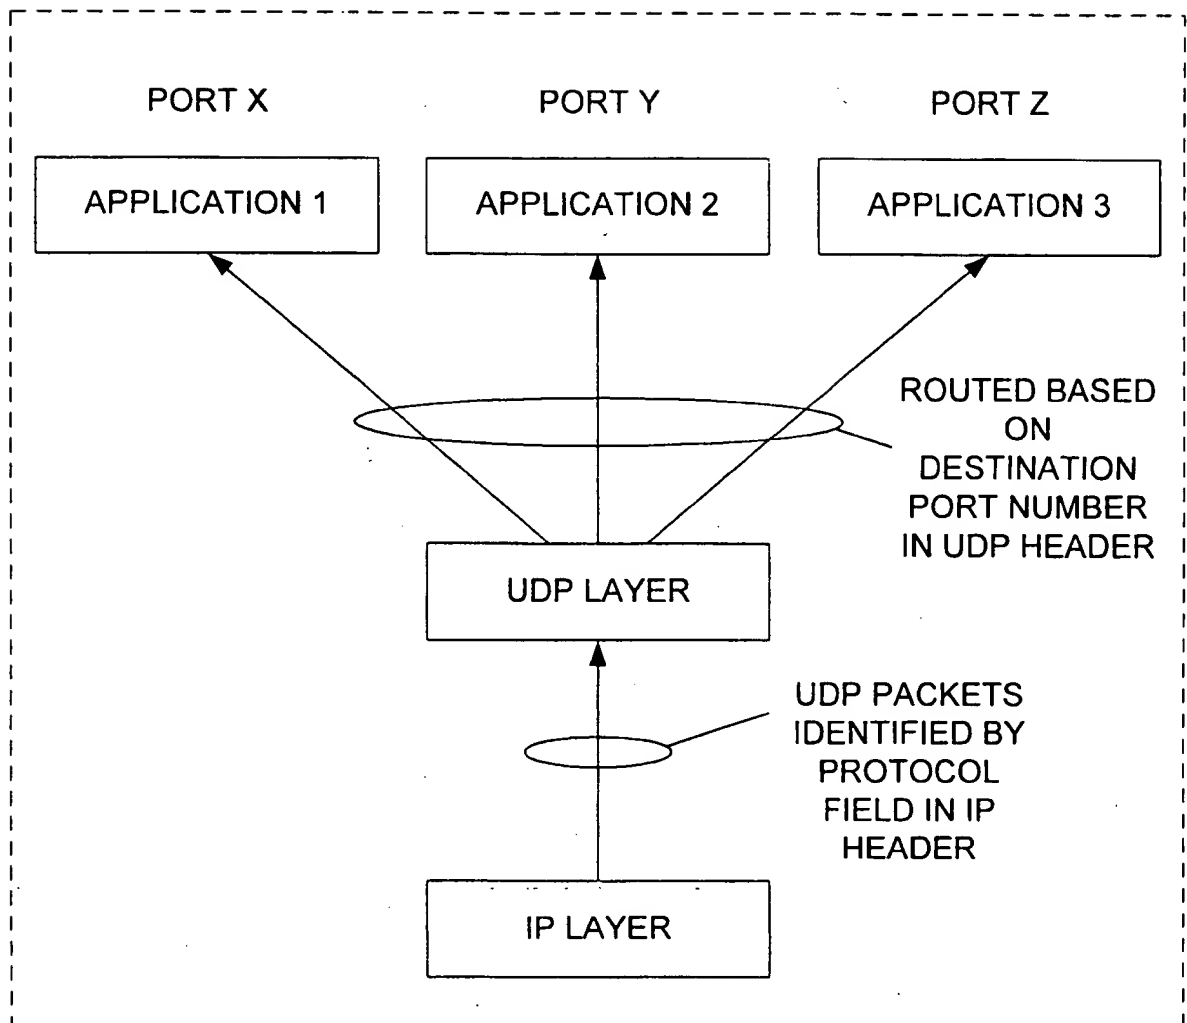 PORT X
PORT Y
PORT Z
APPLICATION 1
APPLICATION 2
APPLICATION 3
ROUTED BASED
ON
DESTINATION
PORT NUMBER
IN UDP HEADER
UDP LAYER
UDP PACKETS
IDENTIFIED BY
PROTOCOL
FIELD IN IP
HEADER
IP LAYER